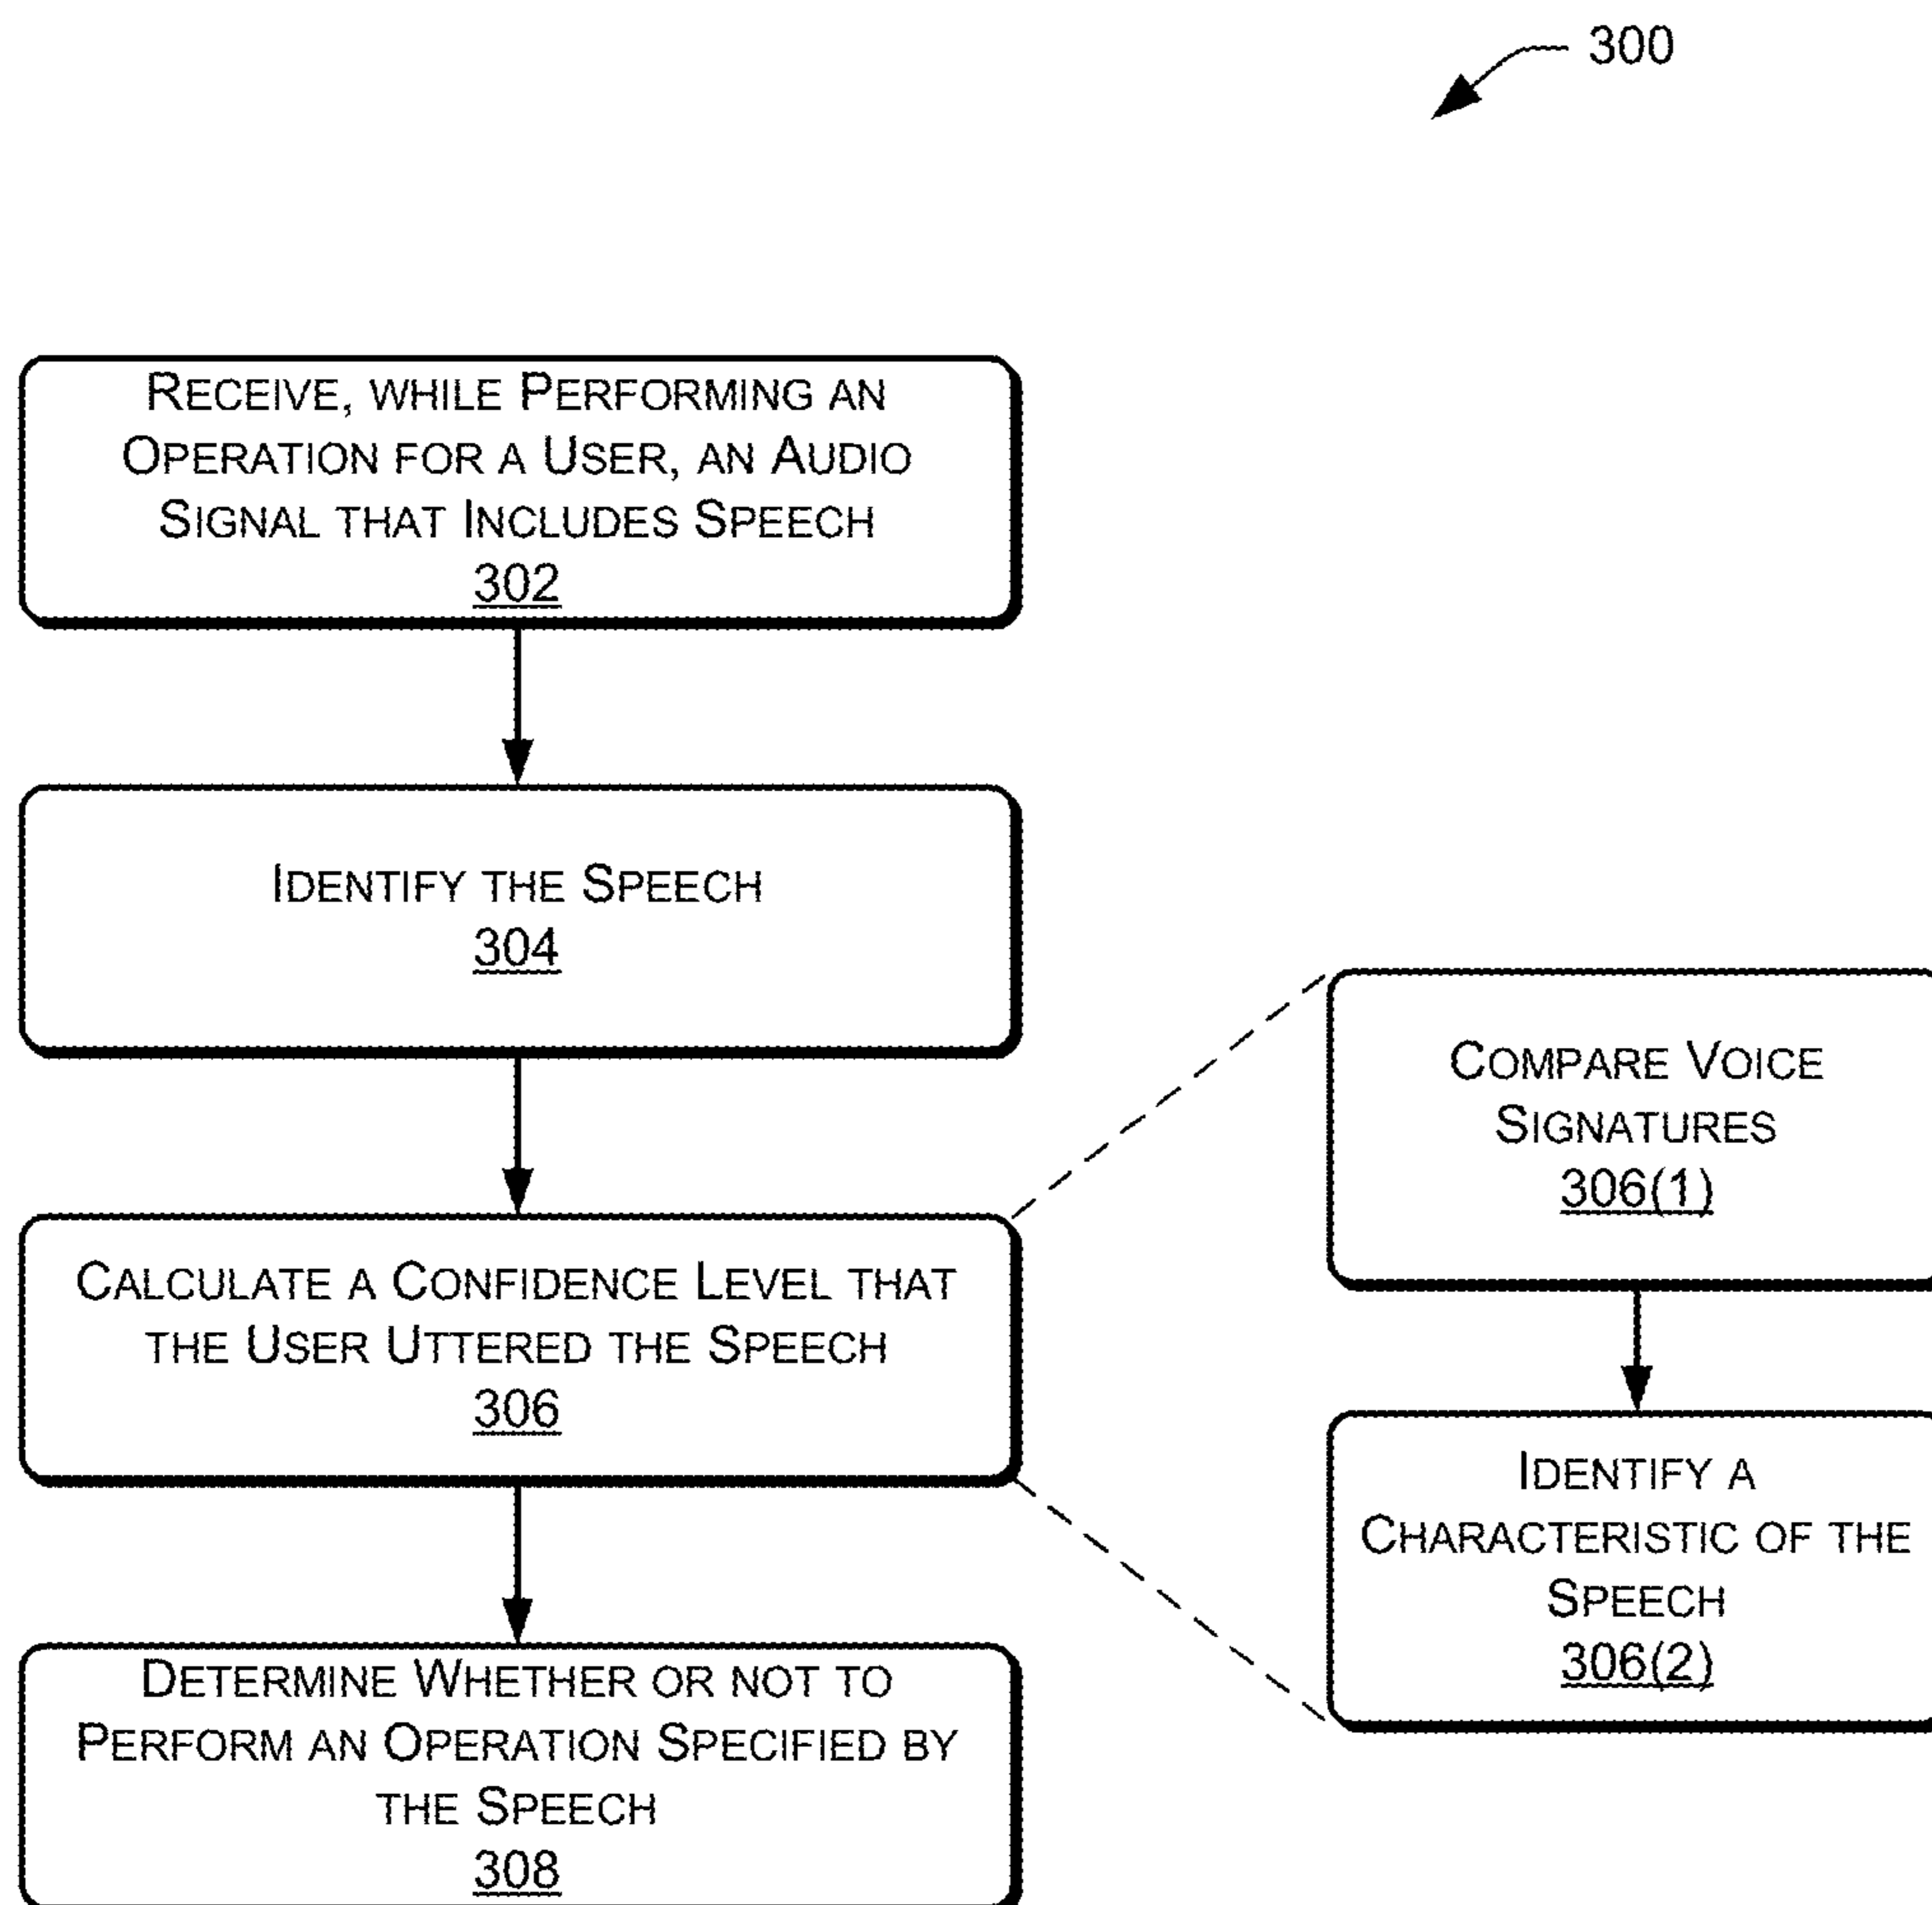 300
RECEIVE, WHILE PERFORMING AN
OPERATION FOR A USER, AN AUDIO
SIGNAL THAT INCLUDES SPEECH
302
IDENTIFY THE SPEECH
304
CALCULATE A CONFIDENCE LEVEL THAT
THE USER UTTERED THE SPEECH
306
COMPARE VOICE
SIGNATURES
306(1)
IDENTIFY A
CHARACTERISTIC OF THE
SPEECH
306(2)
DETERMINE WHETHER OR NOT TO
PERFORM AN OPERATION SPECIFIED BY
THE SPEECH
308